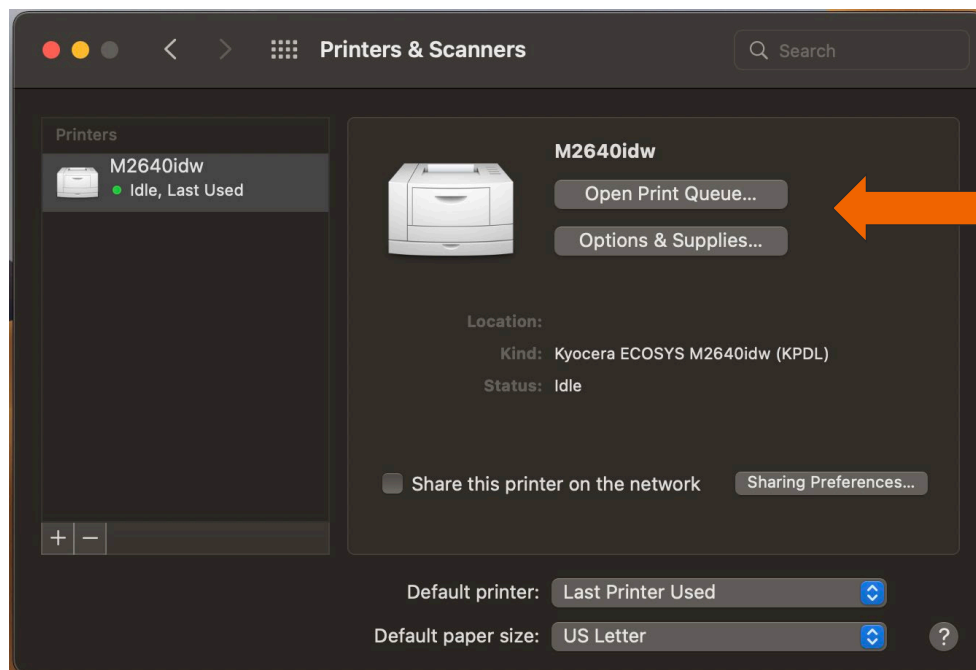 Printers & Scanners
Search
Printers
M2640idw
Idle, Last Used
M2640idw
Open Print Queue...
Options & Supplies...
Location:
Kind: Kyocera ECOSYS M2640idw (KPDL)
Status: Idle
Share this printer on the network Sharing Preferences...
+ −
Default printer: Last Printer Used
Default paper size: US Letter
?